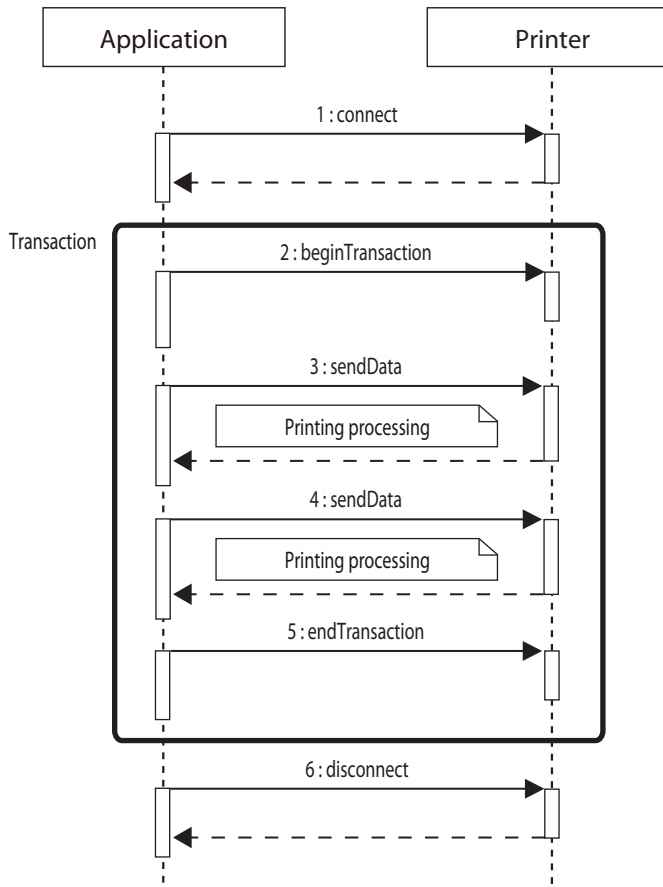 Application
Printer
1 : connect
Transaction
2 : beginTransaction
3 : sendData
Printing processing
4 : sendData
Printing processing
5 : endTransaction
6 : disconnect